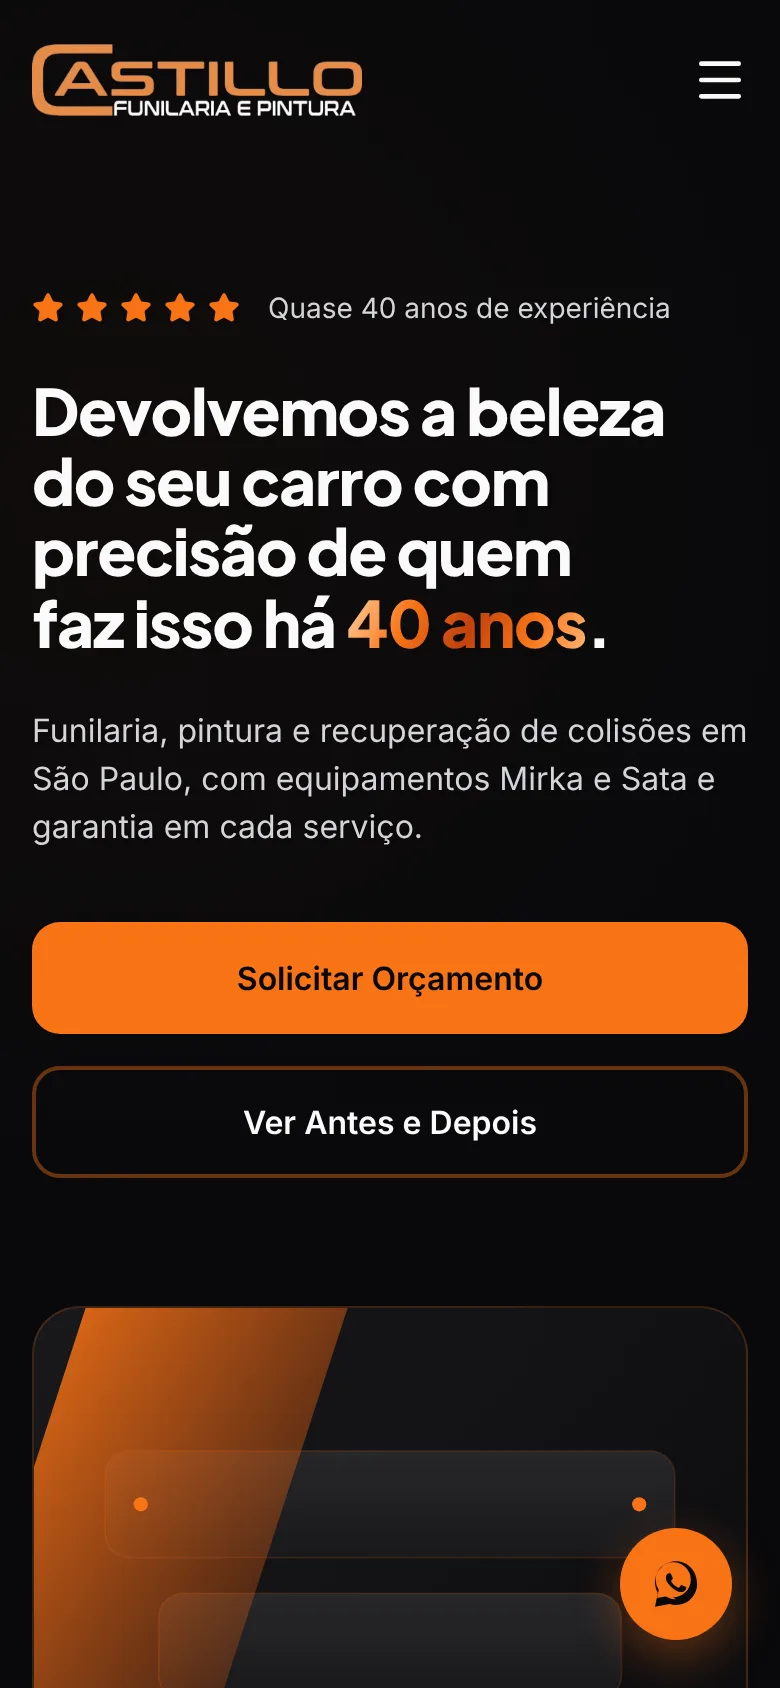 CASTILLO
FUNILARIA E PINTURA
Quase 40 anos de experiência
Devolvemos a beleza
do seu carro com
precisão de quem
faz isso há 40 anos.
Funilaria, pintura e recuperação de colisões em
São Paulo, com equipamentos Mirka e Sata e
garantia em cada serviço.
Solicitar Orçamento
Ver Antes e Depois